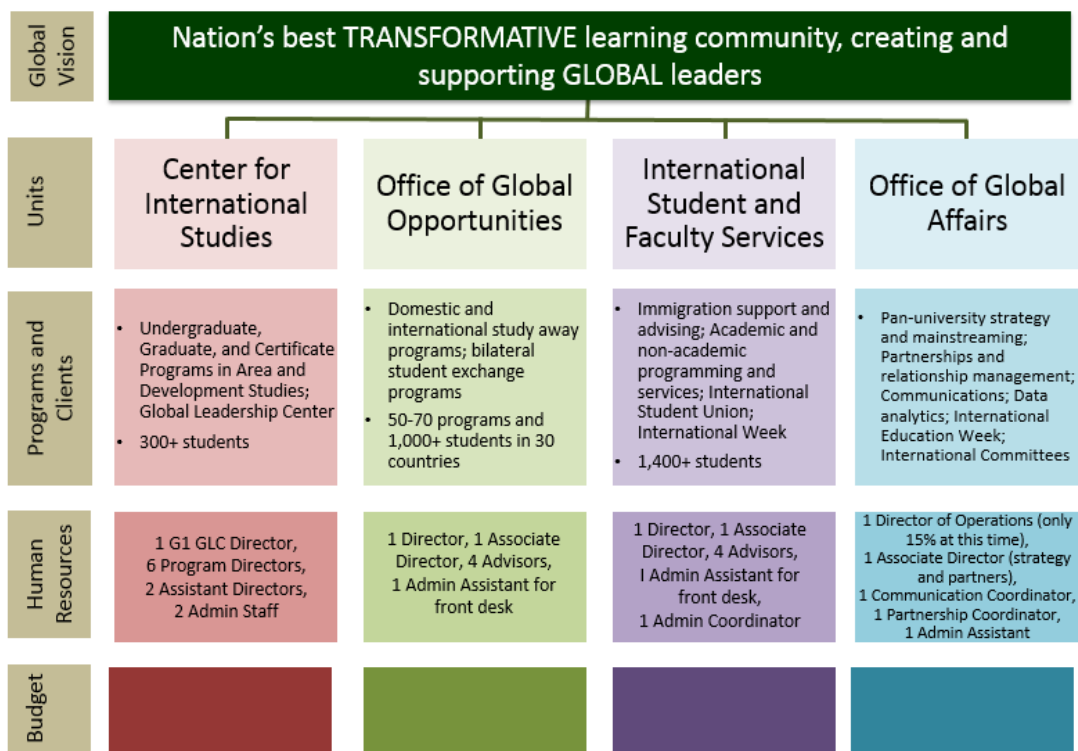 Global
Vision
Nation’s best TRANSFORMATIVE learning community, creating and
supporting GLOBAL leaders
Units
Center for
International
Studies
Office of Global
Opportunities
International
Student and
Faculty Services
Office of Global
Affairs
Programs and
Clients
• Undergraduate,
Graduate, and Certificate
Programs in Area and
Development Studies;
Global Leadership Center
• 300+ students
• Domestic and
international study away
programs; bilateral
student exchange
programs
• 50-70 programs and
1,000+ students in 30
countries
• Immigration support and
advising; Academic and
non-academic
programming and
services; International
Student Union;
International Week
• 1,400+ students
• Pan-university strategy
and mainstreaming;
Partnerships and
relationship management;
Communications; Data
analytics; International
Education Week;
International Committees
Human
Resources
1 G1 GLC Director,
6 Program Directors,
2 Assistant Directors,
2 Admin Staff
1 Director, 1 Associate
Director, 4 Advisors,
1 Admin Assistant for
front desk
1 Director, 1 Associate
Director, 4 Advisors,
I Admin Assistant for
front desk,
1 Admin Coordinator
1 Director of Operations (only
15% at this time),
1 Associate Director (strategy
and partners),
1 Communication Coordinator,
1 Partnership Coordinator,
1 Admin Assistant
Budget